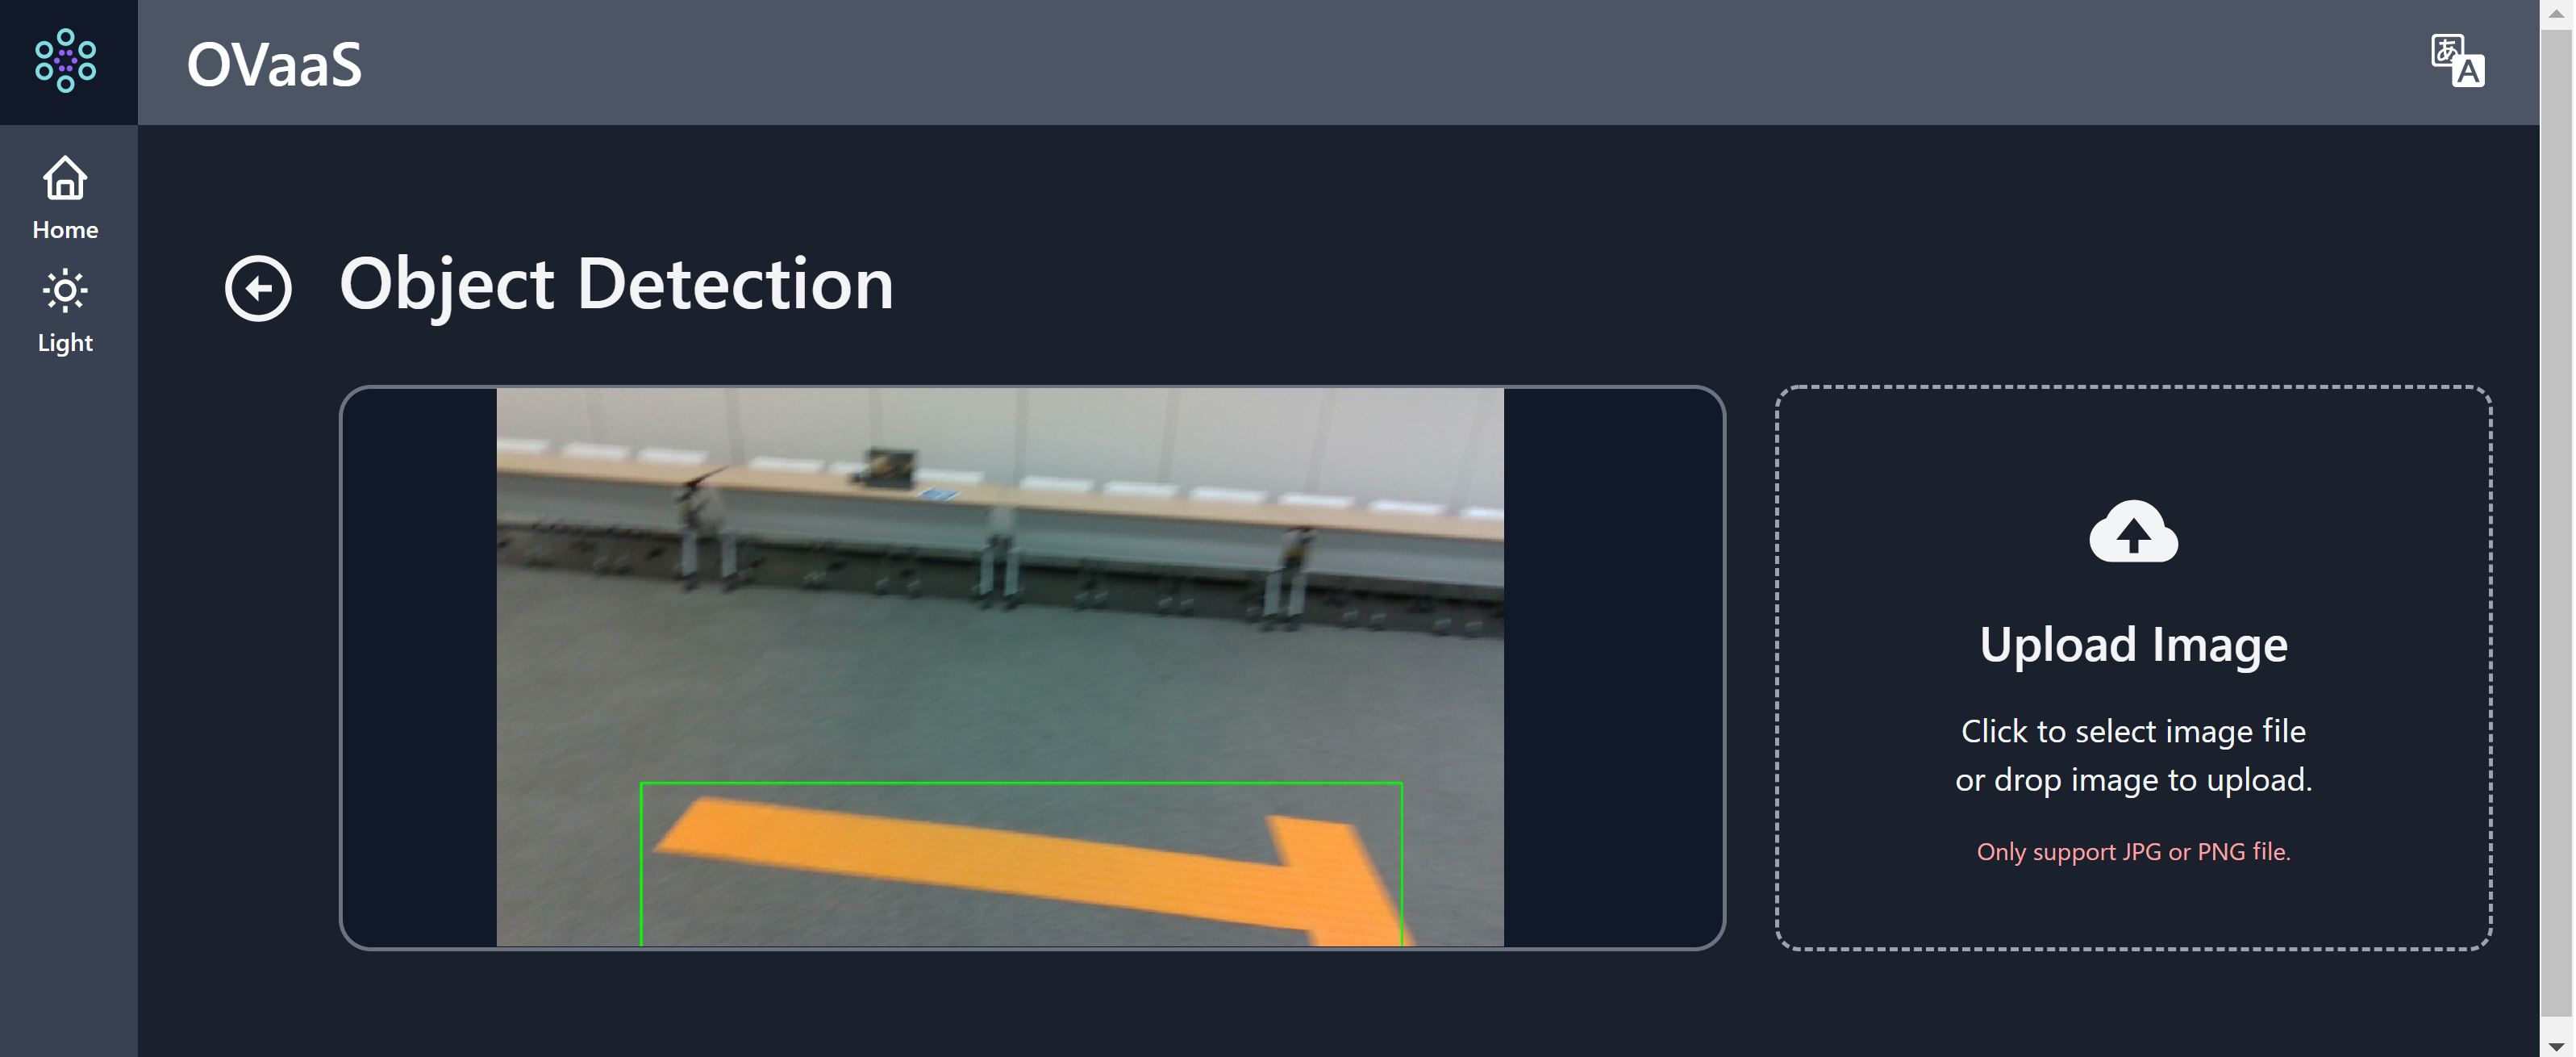 OVaaS
あ
A
Home
Light
Object Detection
Upload Image
Click to select image file
or drop image to upload.
Only support JPG or PNG file.